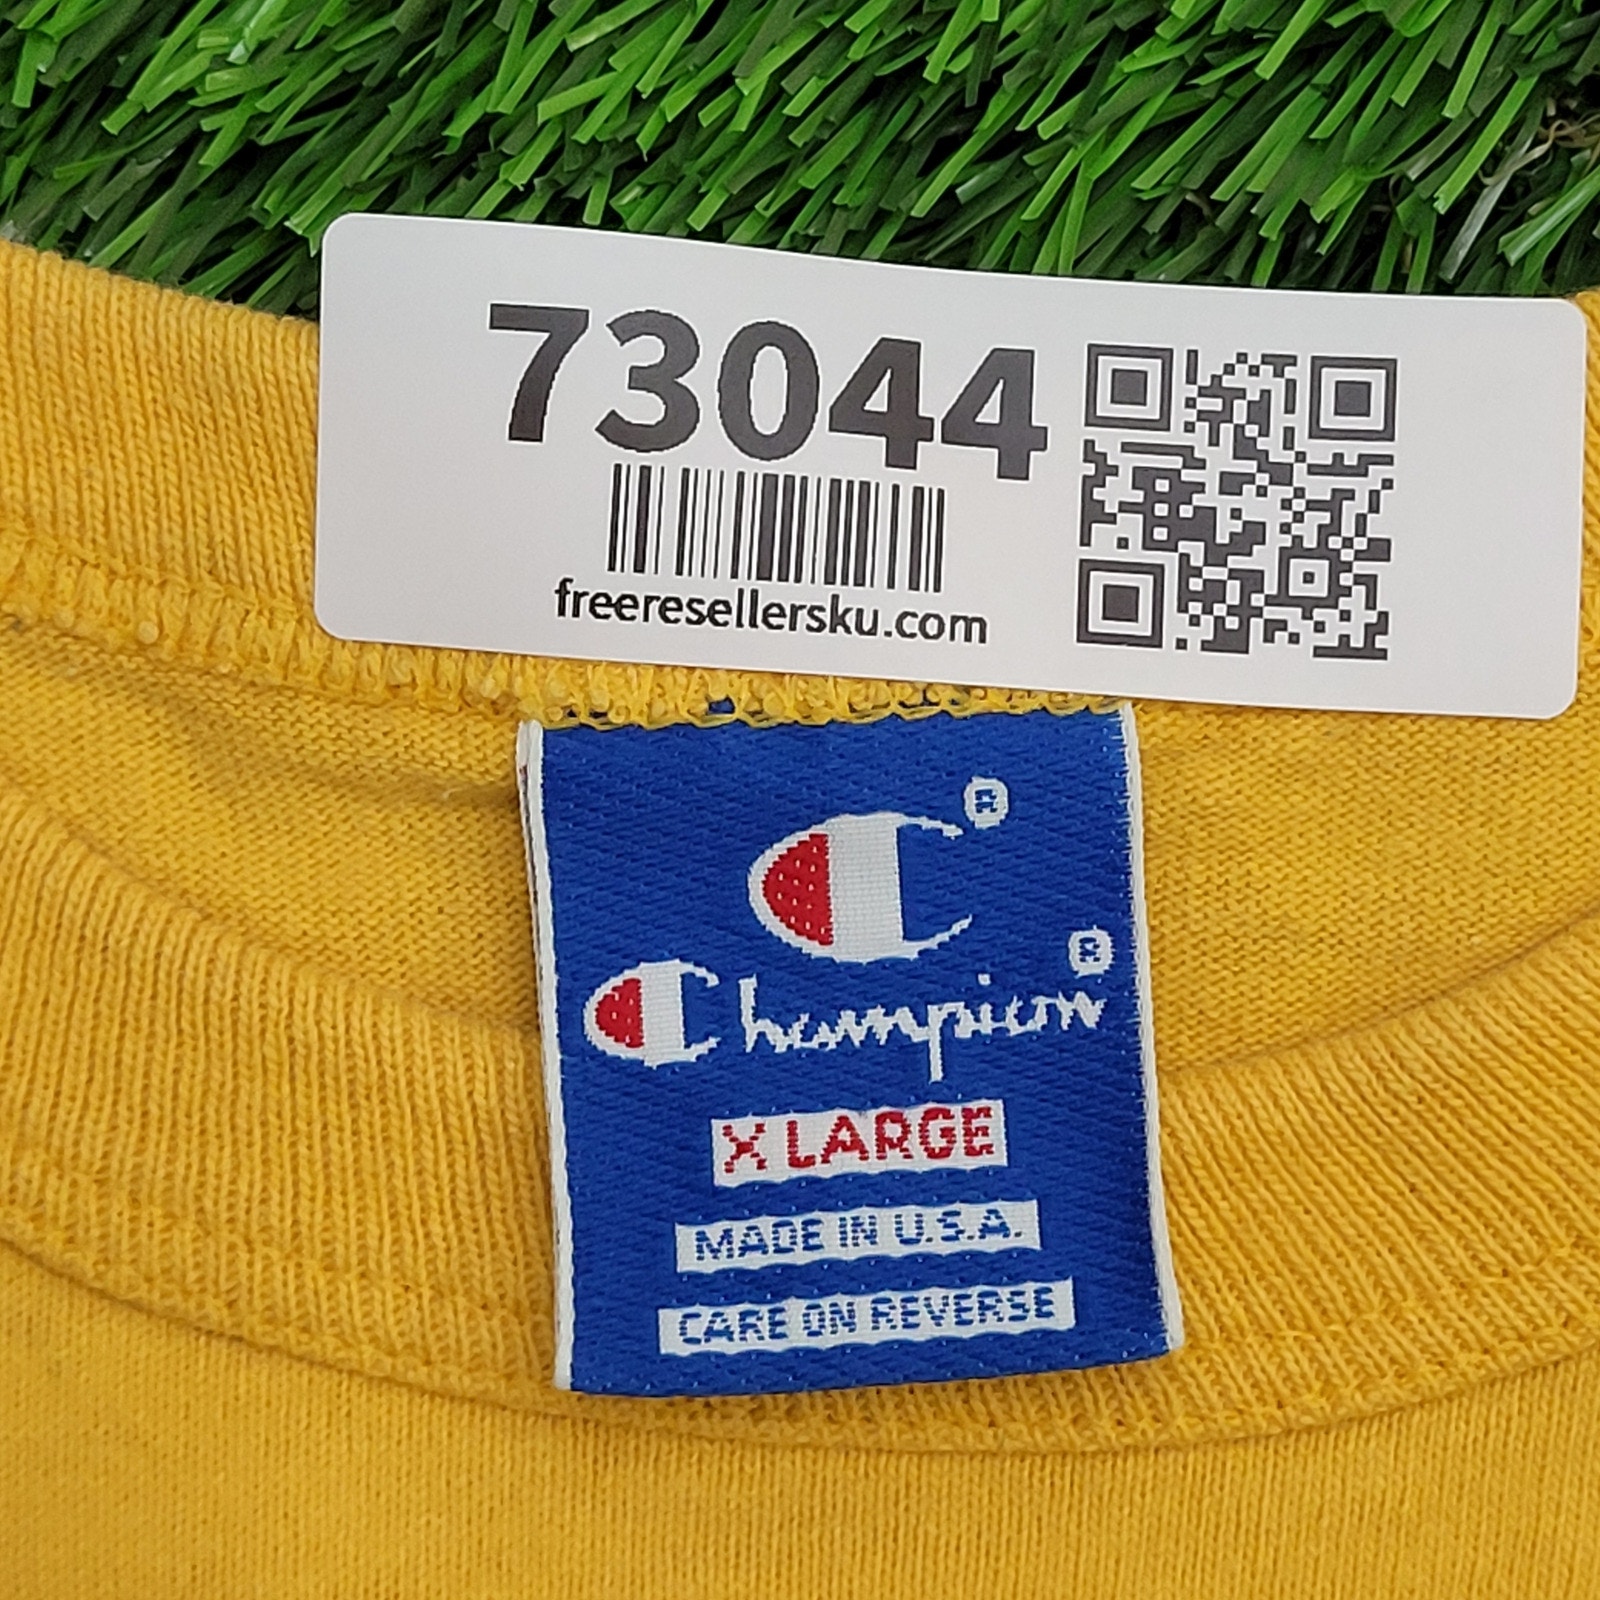 73044
freeresellersku.com
®
Champion®
X LARGE
MADE IN U.S.A.
CARE ON REVERSE